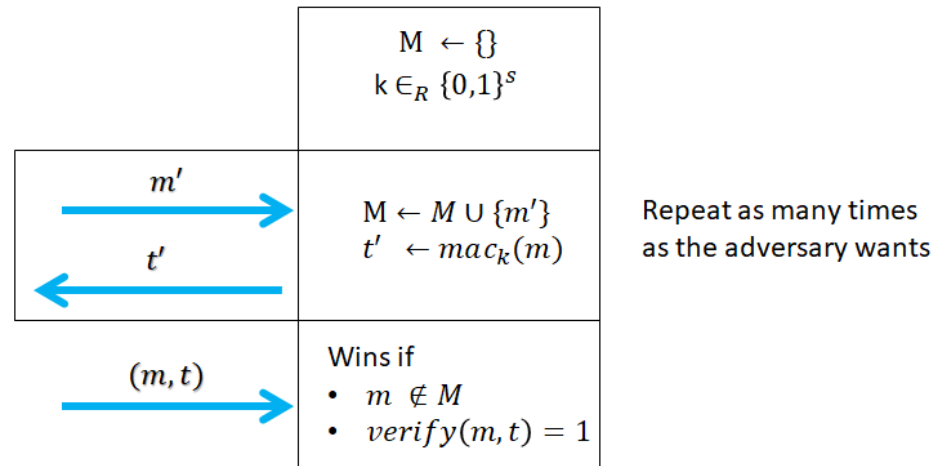 M ← {}
k ∈_R {0,1}^s
m′
M ← M ∪ {m′}
t′ ← mac_k(m)
t′
Repeat as many times
as the adversary wants
(m, t)
Wins if
• m ∉ M
• verify(m, t) = 1